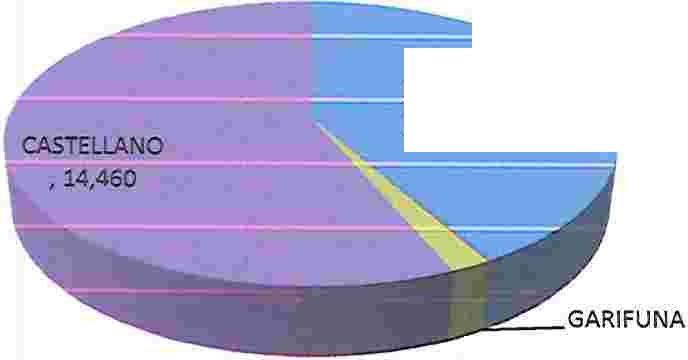 CASTELLANO
, 14,460
GARIFUNA